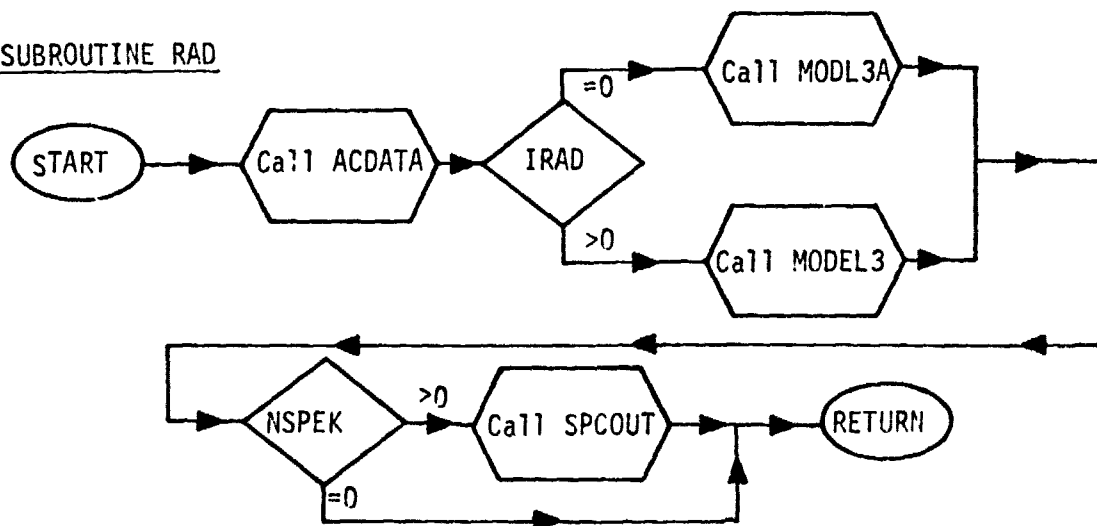 SUBROUTINE RAD
START
Call ACDATA
IRAD
=0
Call MODL3A
>0
Call MODEL3
NSPEK
>0
Call SPCOUT
RETURN
=0